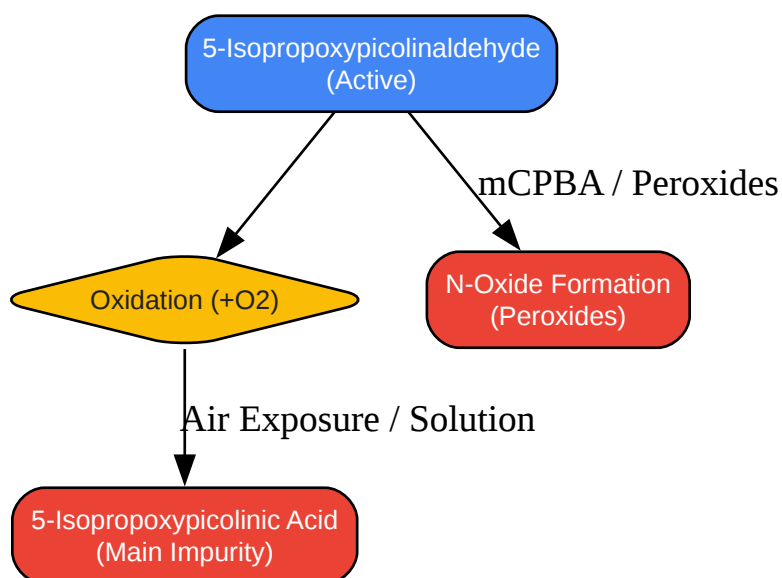 5-Isopropoxypicolinaldehyde
(Active)
mCPBA / Peroxides
Oxidation (+O2)
N-Oxide Formation
(Peroxides)
Air Exposure / Solution
5-Isopropoxypicolinic Acid
(Main Impurity)